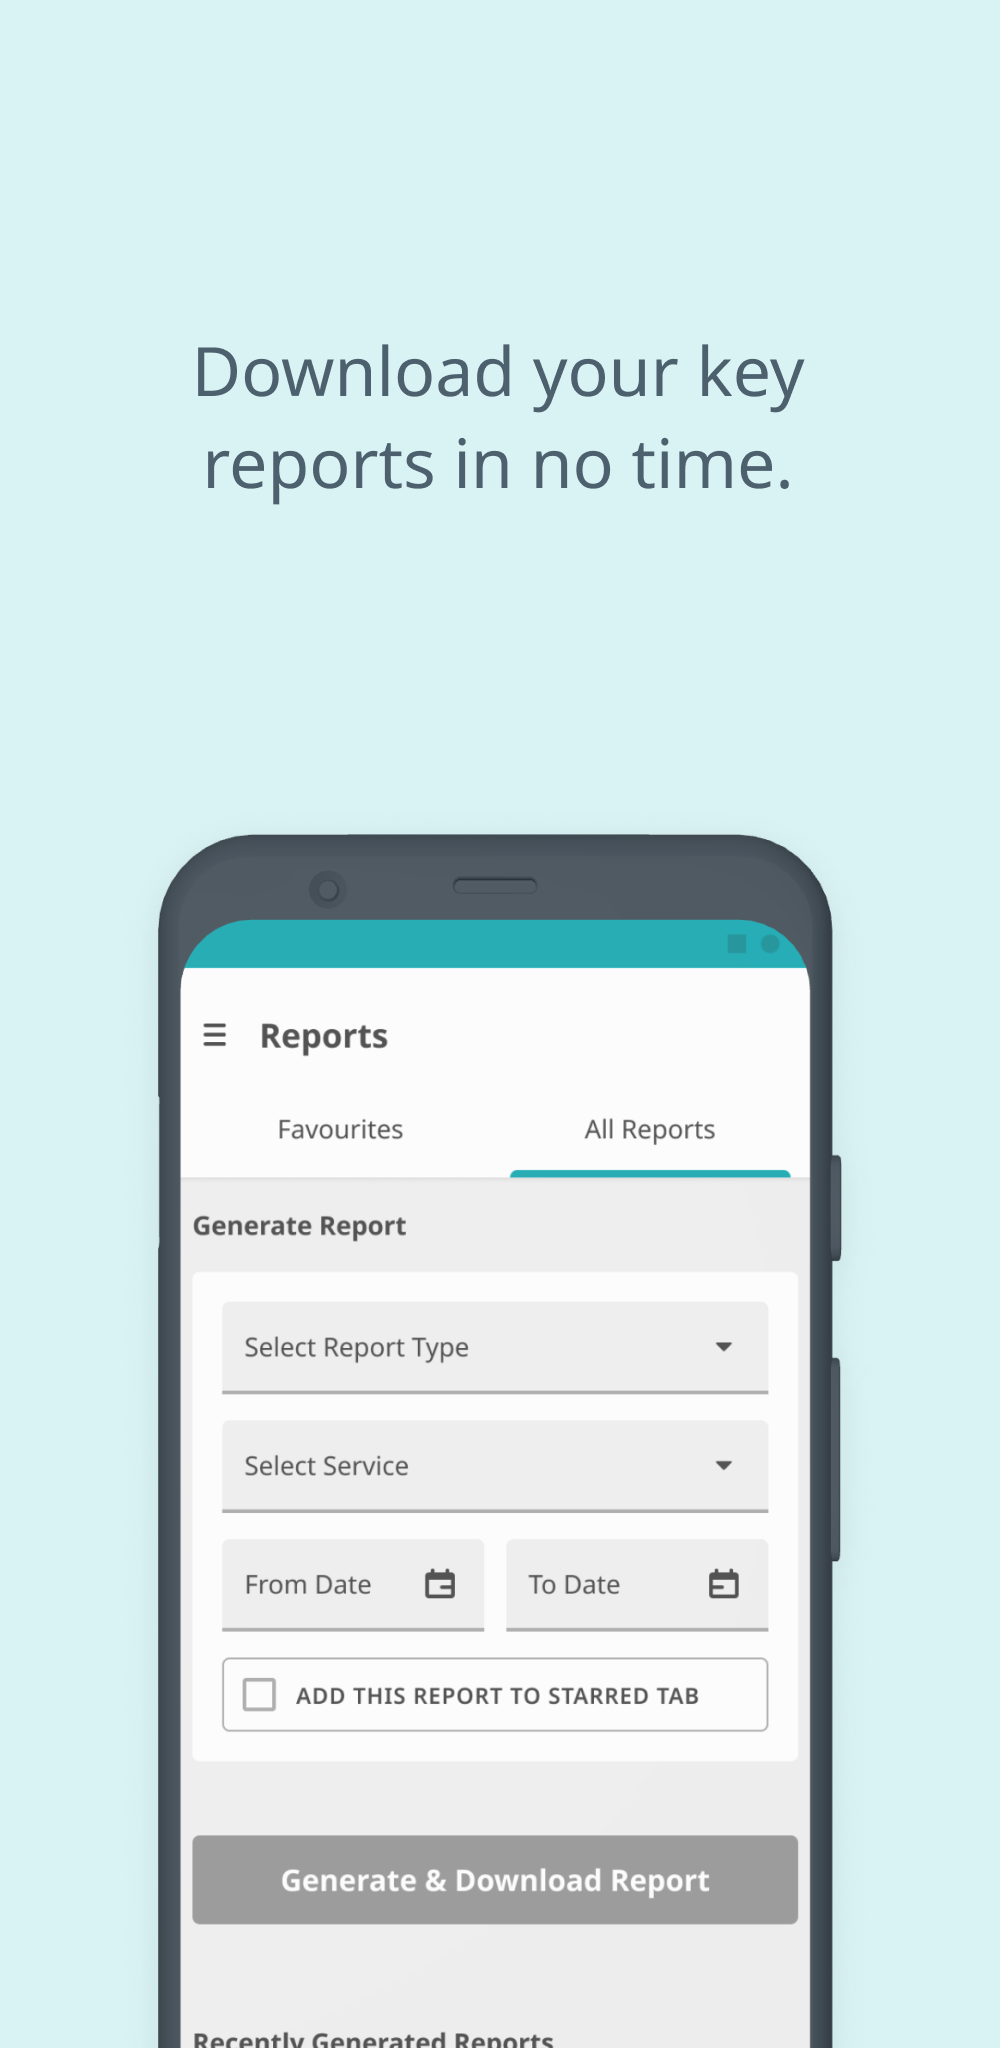 Download your key
reports in no time.
Reports
Favourites
All Reports
Generate Report
Select Report Type
Select Service
From Date
To Date
ADD THIS REPORT TO STARRED TAB
Generate & Download Report
Recently Generated Reports